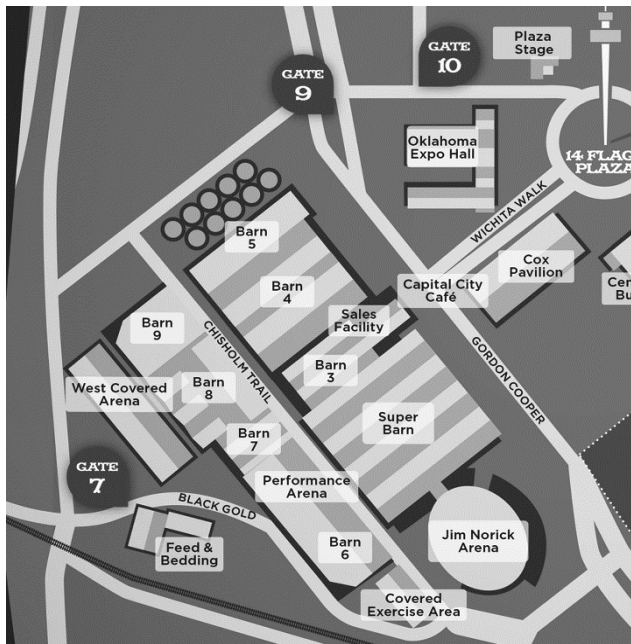 Plaza
Stage
GATE
10
GATE
9
Oklahoma
Expo Hall
14 FLAG
PLAZA
WICHITA WALK
Barn
5
Cox
Pavilion
Barn
4
Capital City
Café
Cen
Bu
Sales
Facility
Barn
9
CHISHOLM TRAIL
Barn
3
GORDON COOPER
West Covered
Arena
Barn
8
Super
Barn
Barn
7
GATE
7
Performance
Arena
BLACK GOLD
Feed &
Bedding
Barn
6
Jim Norick
Arena
Covered
Exercise Area